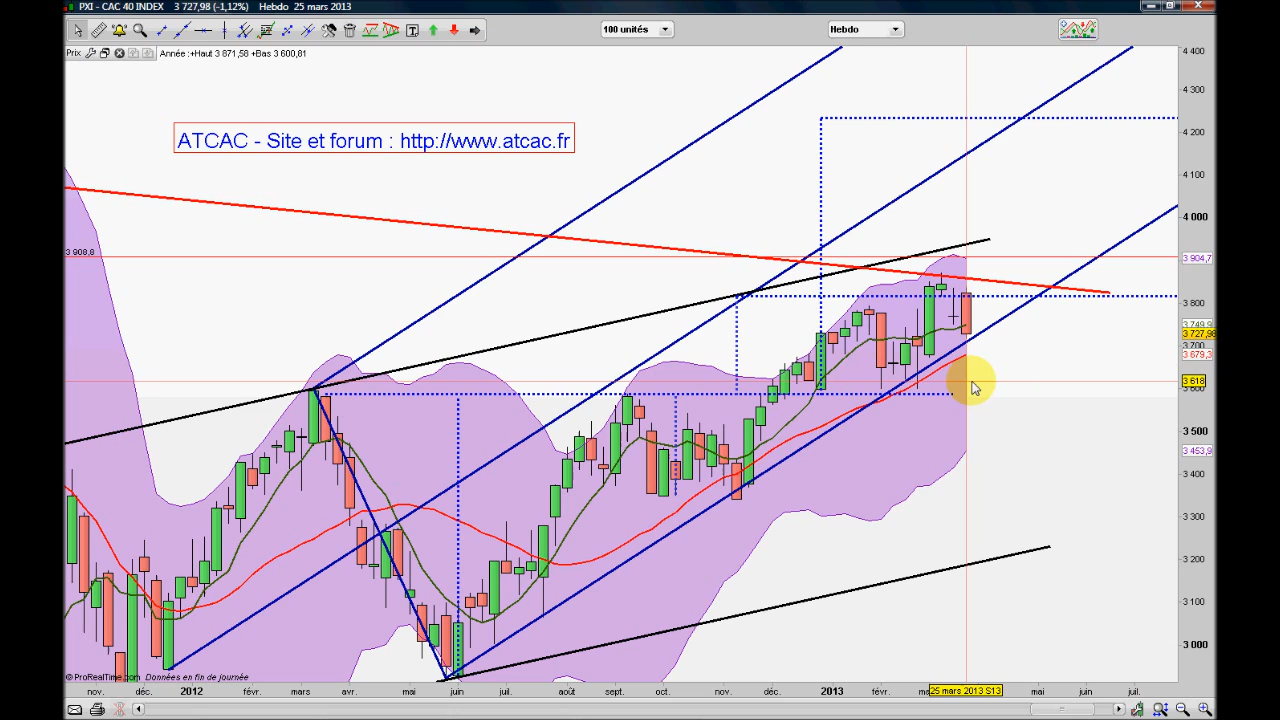 PXI - CAC 40 INDEX 3 727,98 (-1,12%) Hebdo 25 mars 2013
100 unités
Hebdo
Prix
Année :+Haut 3 871,58 +Bas 3 600,81
ATCAC - Site et forum : http://www.atcac.fr
3 908,8
4 400
4 300
4 200
4 100
4 000
3 904,7
3 800
3 749,9
3 727,98
3 700
3 679,3
3 618
3 500
3 453,9
3 400
3 300
3 200
3 100
3 000
© ProRealTime.com Données en fin de journée
nov. déc. 2012 févr. mars avr. mai juin juil. août sept. oct. nov. déc. 2013 févr. 25 mars 2013 S13 mai juin juil.